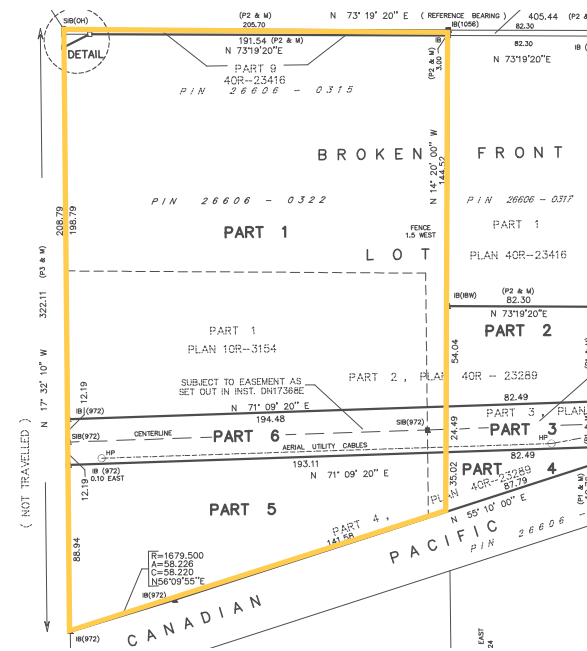 (P2 & M) N 73° 19' 20" E (REFERENCE BEARING) 405.44 (P2 &
SIB(OH) 205.70 IB(1056) 82.30
191.54 (P2 & M) IB 82.30 IB (
N 73°19'20"E N 73°19'20"E
DETAIL
(P2 & M)
3.00
PART 9
40R-23416
PIN 26606 - 0315
BROKEN FRONT
N 14° 20' 00" W
144.52
PIN 26606 - 0322 PIN 26606 - 0317
208.79
198.79
PART 1 PART 1
FENCE
1.5 WEST
LOT PLAN 40R-23416
(P3 & M)
322.11
N 17° 32' 10" W
(P2 & M)
IB(IBW) 82.30
N 73°19'20"E
PART 1 PART 2
PLAN 10R-3154
54.04
SUBJECT TO EASEMENT AS
SET OUT IN INST. DN17368E
PART 2, PLAN 40R - 23289
12.19
82.49
IB(972) N 71° 09' 20" E PART 3, PLAN
194.48 SIB(972)
24.49
SIB(972) CENTERLINE PART 6 PART 3
HP AERIAL UTILITY CABLES HP
IB (972) 193.11 82.49
0.10 EAST N 71° 09' 20" E PART 4
12.19
35.02
PLAN 40R-23289
87.79
( NOT TRAVELLED )
PART 5 N 55° 10' 00" E
PART 4,
141.58
88.94
R=1679.500
A=58.226
C=58.220
N56°09'55"E
IB(972)
CANADIAN PACIFIC
PIN 26606 -
IB(972)
EAST
24